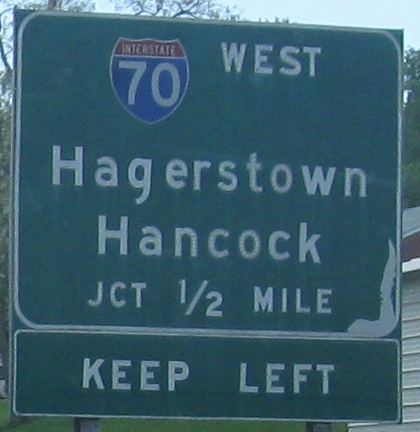 INTERSTATE
70 WEST
Hagerstown
Hancock
JCT 1/2 MILE
KEEP LEFT